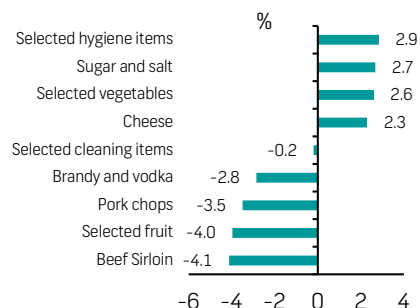 %
Selected hygiene items 2.9
Sugar and salt 2.7
Selected vegetables 2.6
Cheese 2.3
Selected cleaning items -0.2
Brandy and vodka -2.8
Pork chops -3.5
Selected fruit -4.0
Beef Sirloin -4.1
-6 -4 -2 0 2 4